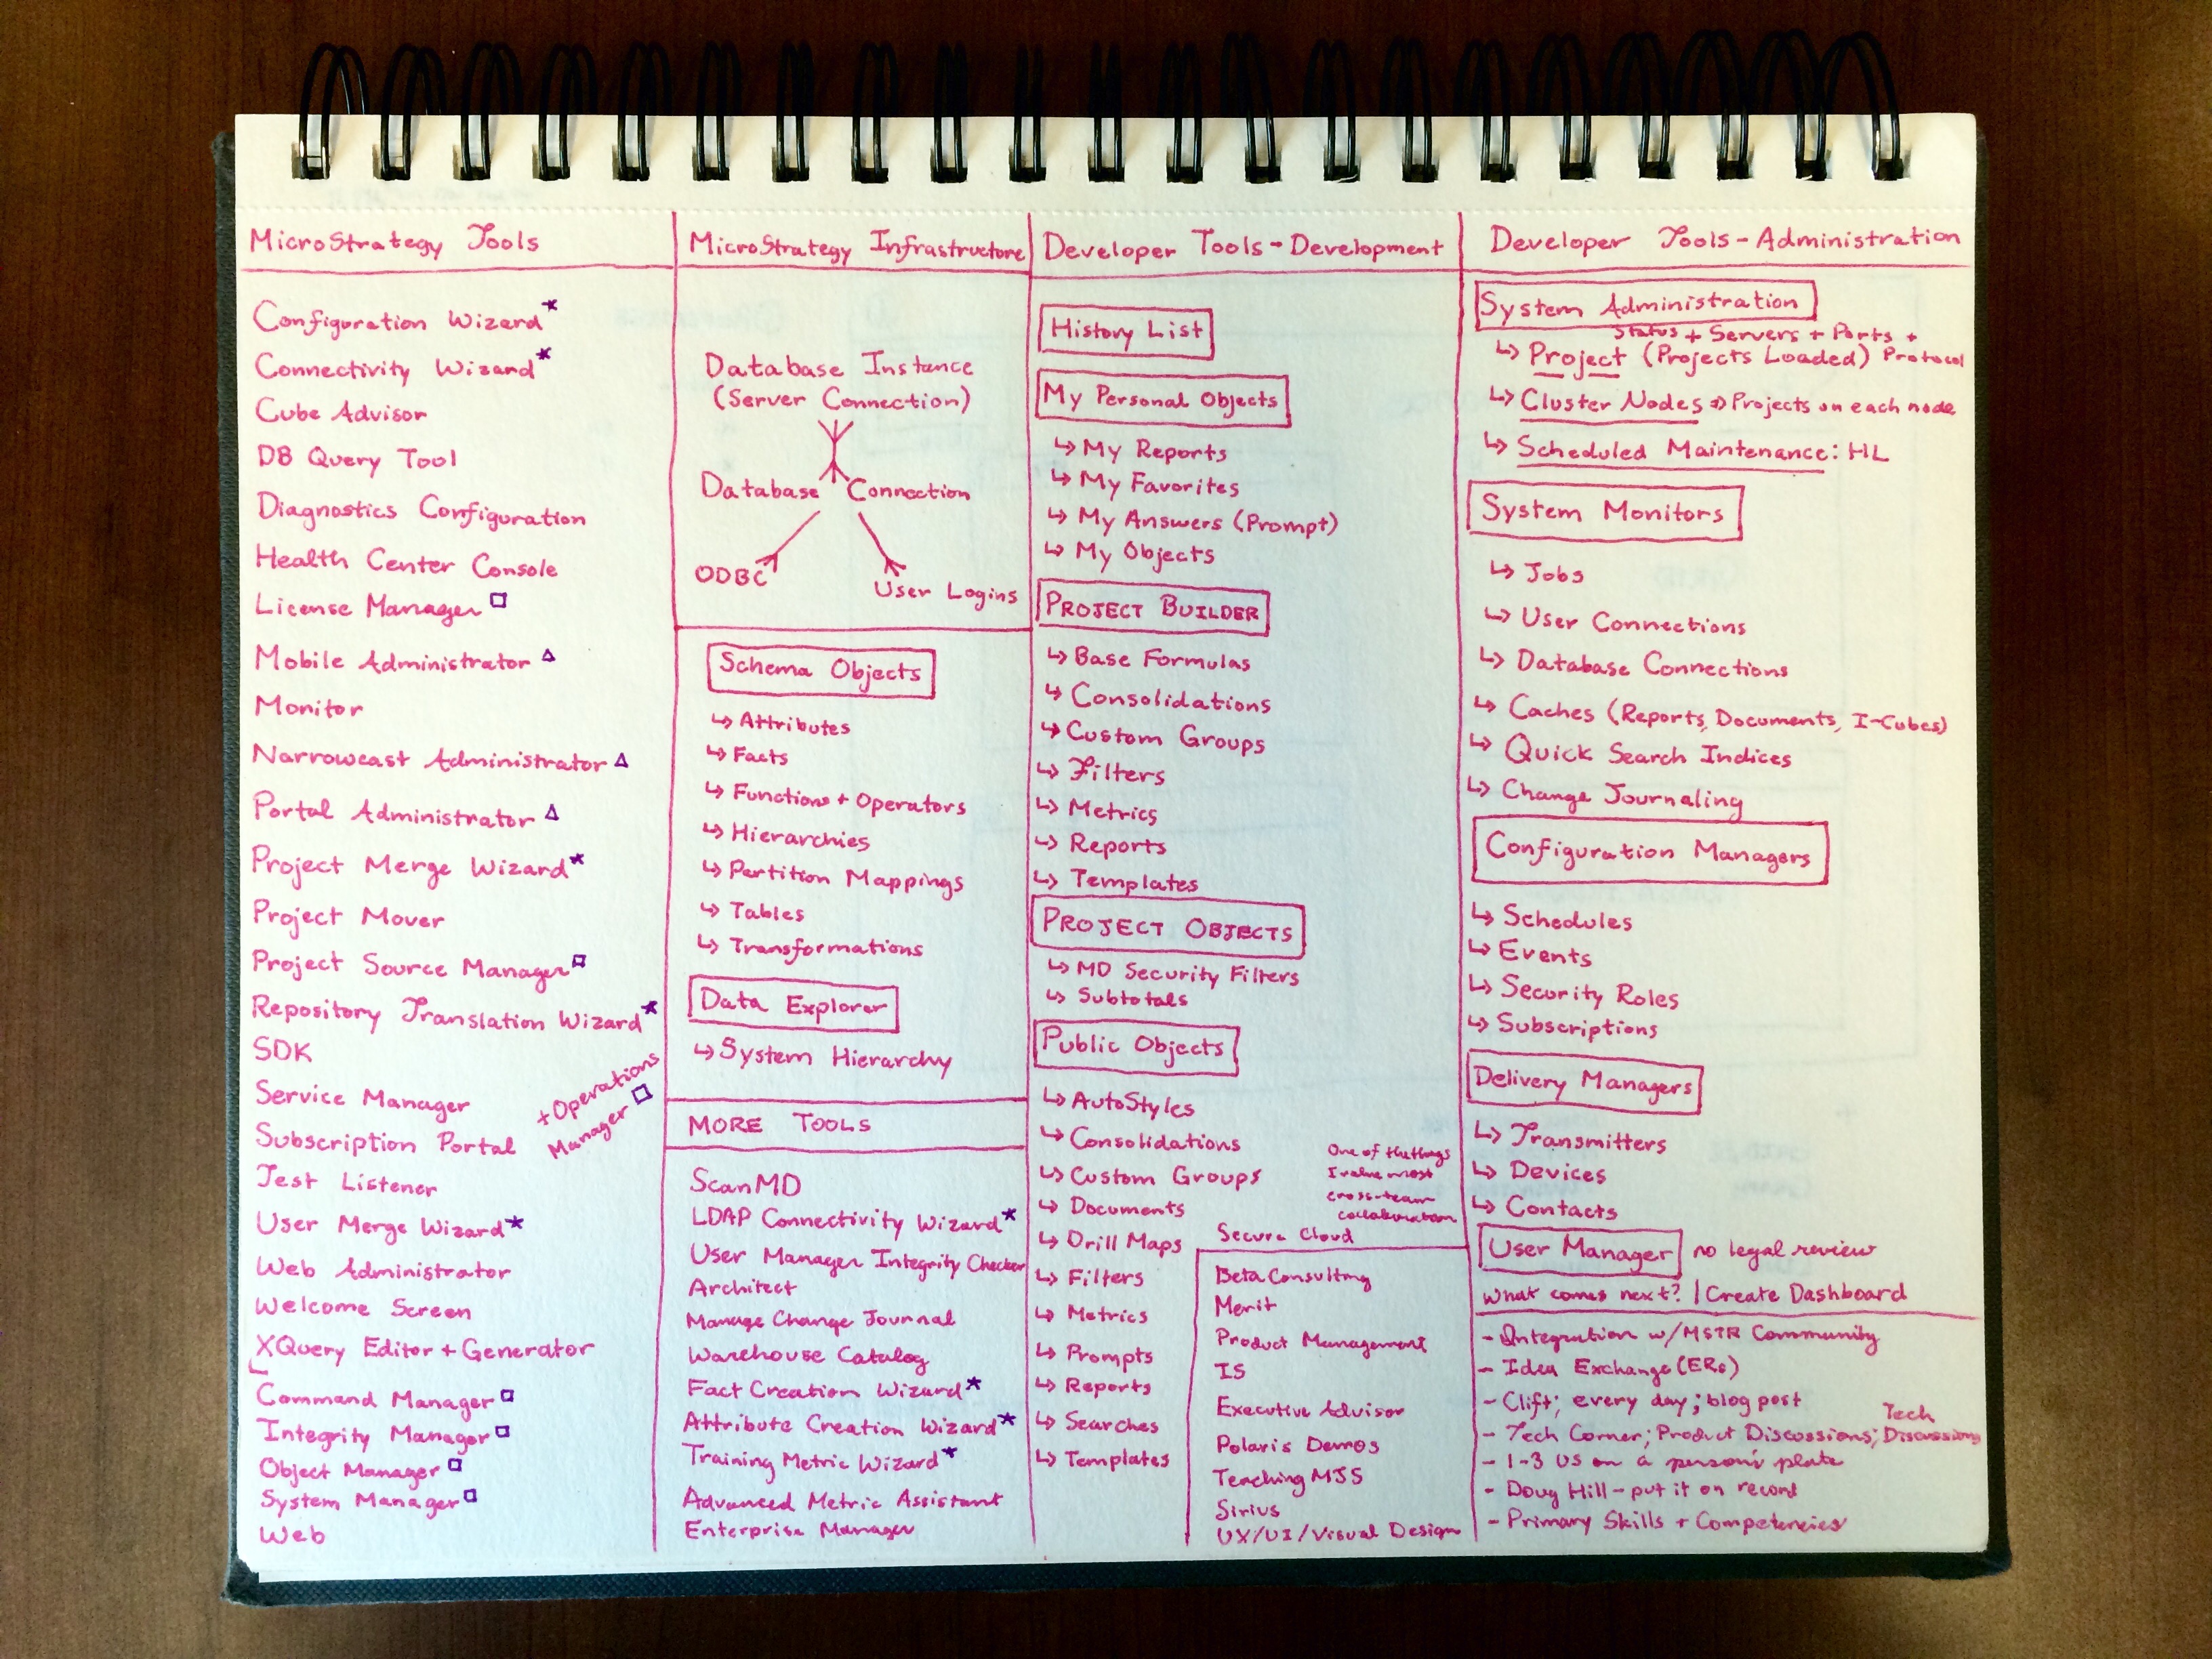 MicroStrategy Tools
Configuration Wizard*
Connectivity Wizard*
Cube Advisor
DB Query Tool
Diagnostics Configuration
Health Center Console
License Manager □
Mobile Administrator △
Monitor
Narrowcast Administrator △
Portal Administrator △
Project Merge Wizard*
Project Mover
Project Source Manager □
Repository Translation Wizard*
SDK
Service Manager
+Operations
Manager □
Subscription Portal
Test Listener
User Merge Wizard*
Web Administrator
Welcome Screen
XQuery Editor + Generator
Command Manager □
Integrity Manager □
Object Manager □
System Manager □
Web
MicroStrategy Infrastructure
Database Instance
(Server Connection)
Database Connection
ODBC
User Logins
Schema Objects
↳ Attributes
↳ Facts
↳ Functions + Operators
↳ Hierarchies
↳ Partition Mappings
↳ Tables
↳ Transformations
Data Explorer
↳ System Hierarchy
MORE TOOLS
ScanMD
LDAP Connectivity Wizard*
User Manager Integrity Checker
Architect
Manage Change Journal
Warehouse Catalog
Fact Creation Wizard*
Attribute Creation Wizard*
Training Metric Wizard*
Advanced Metric Assistant
Enterprise Manager
Developer Tools - Development
History List
My Personal Objects
↳ My Reports
↳ My Favorites
↳ My Answers (Prompt)
↳ My Objects
PROJECT BUILDER
↳ Base Formulas
↳ Consolidations
↳ Custom Groups
↳ Filters
↳ Metrics
↳ Reports
↳ Templates
PROJECT OBJECTS
↳ MD Security Filters
↳ Subtotals
Public Objects
↳ AutoStyles
↳ Consolidations
↳ Custom Groups
↳ Documents
↳ Drill Maps
↳ Filters
↳ Metrics
↳ Prompts
↳ Reports
↳ Searches
↳ Templates
One of the things
I value most
cross-team
collaboration
Secure Cloud
Beta Consulting
Merit
Product Management
IS
Executive Advisor
Polaris Demos
Teaching MJS
Sirius
UX/UI/Visual Design
Developer Tools - Administration
System Administration
Status + Servers + Ports +
↳ Project (Projects Loaded) Protocol
↳ Cluster Nodes ⇒ Projects on each node
↳ Scheduled Maintenance: HL
System Monitors
↳ Jobs
↳ User Connections
↳ Database Connections
↳ Caches (Reports, Documents, I-Cubes)
↳ Quick Search Indices
↳ Change Journaling
Configuration Managers
↳ Schedules
↳ Events
↳ Security Roles
↳ Subscriptions
Delivery Managers
↳ Transmitters
↳ Devices
↳ Contacts
User Manager no legal review
What comes next? | Create Dashboard
- Integration w/MSTR Community
- Idea Exchange (ERs)
- Clift; every day; blog post
- Tech Corner; Product Discussions; Tech Discussions
- 1-3 US on a person's plate
- Doug Hill - put it on record
- Primary Skills + Competencies